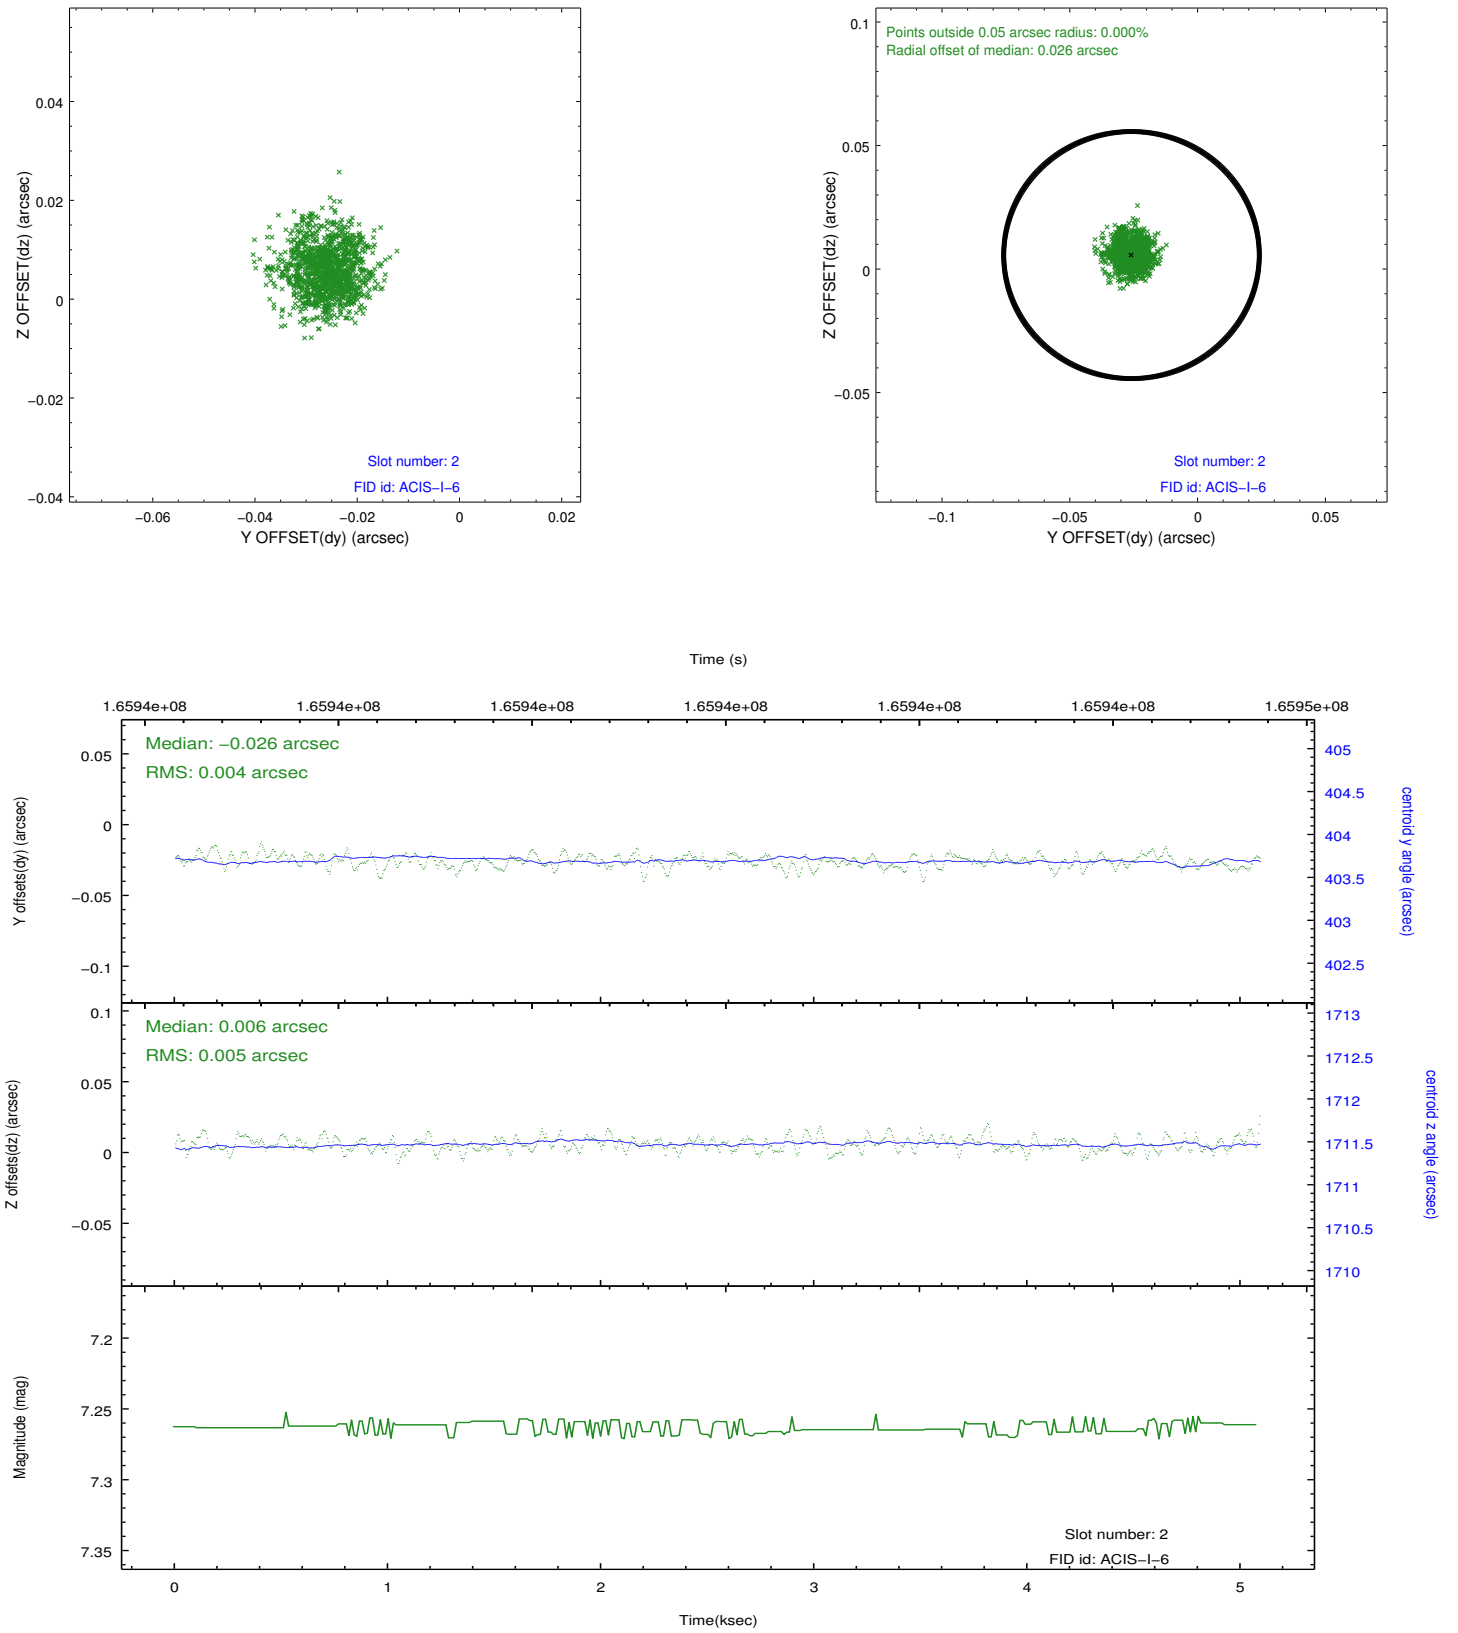 0.04
0.02
0
−0.02
−0.04
Z OFFSET(dz) (arcsec)
Slot number: 2
FID id: ACIS−I−6
−0.06 −0.04 −0.02 0 0.02
Y OFFSET(dy) (arcsec)
Points outside 0.05 arcsec radius: 0.000%
Radial offset of median: 0.026 arcsec
0.1
0.05
0
−0.05
Z OFFSET(dz) (arcsec)
Slot number: 2
FID id: ACIS−I−6
−0.1 −0.05 0 0.05
Y OFFSET(dy) (arcsec)
Time (s)
1.6594e+08 1.6594e+08 1.6594e+08 1.6594e+08 1.6594e+08 1.6594e+08 1.6595e+08
Median: −0.026 arcsec
RMS: 0.004 arcsec
0.05
0
−0.05
−0.1
Y offsets(dy) (arcsec)
405
404.5
404
403.5
403
402.5
centroid y angle (arcsec)
Median: 0.006 arcsec
RMS: 0.005 arcsec
0.1
0.05
0
−0.05
Z offsets(dz) (arcsec)
1713
1712.5
1712
1711.5
1711
1710.5
1710
centroid z angle (arcsec)
7.2
7.25
7.3
7.35
Magnitude (mag)
Slot number: 2
FID id: ACIS−I−6
0 1 2 3 4 5
Time(ksec)